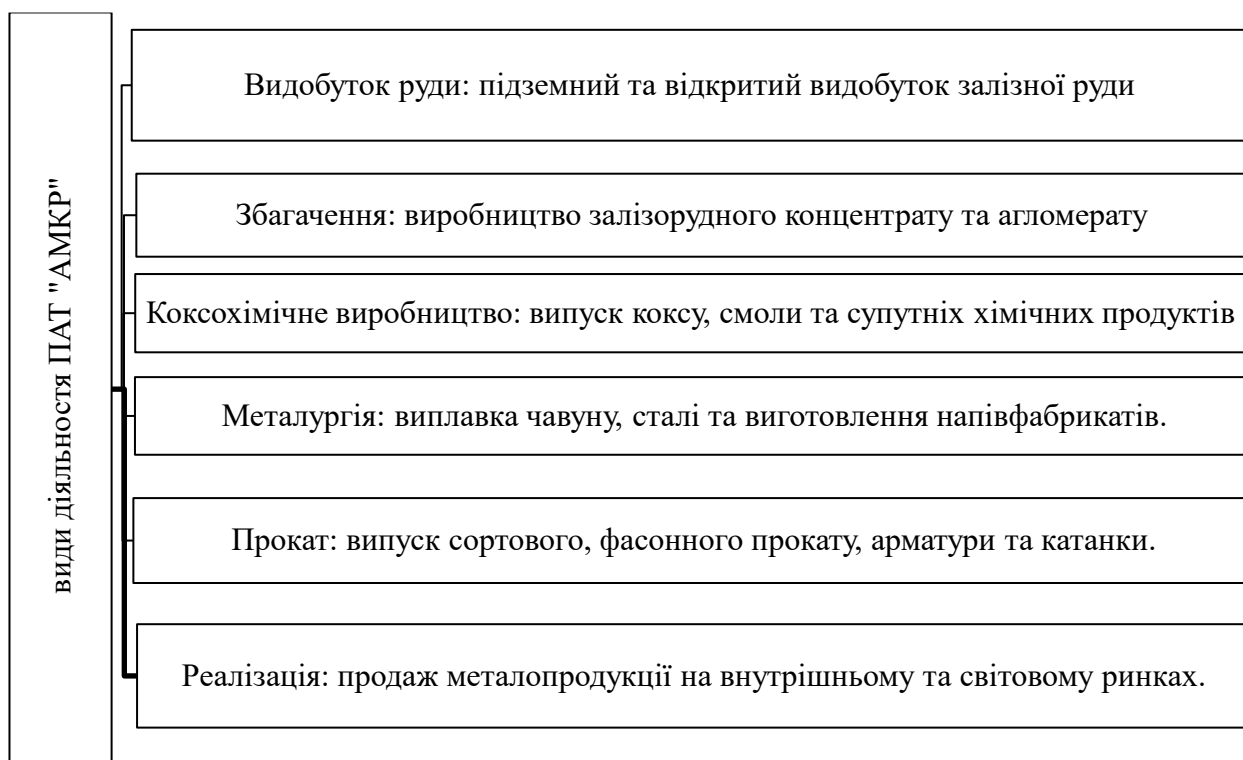 види діяльностя ПАТ "АМКР"
Видобуток руди: підземний та відкритий видобуток залізної руди
Збагачення: виробництво залізорудного концентрату та агломерату
Коксохімічне виробництво: випуск коксу, смоли та супутніх хімічних продуктів
Металургія: виплавка чавуну, сталі та виготовлення напівфабрикатів.
Прокат: випуск сортового, фасонного прокату, арматури та катанки.
Реалізація: продаж металопродукції на внутрішньому та світовому ринках.